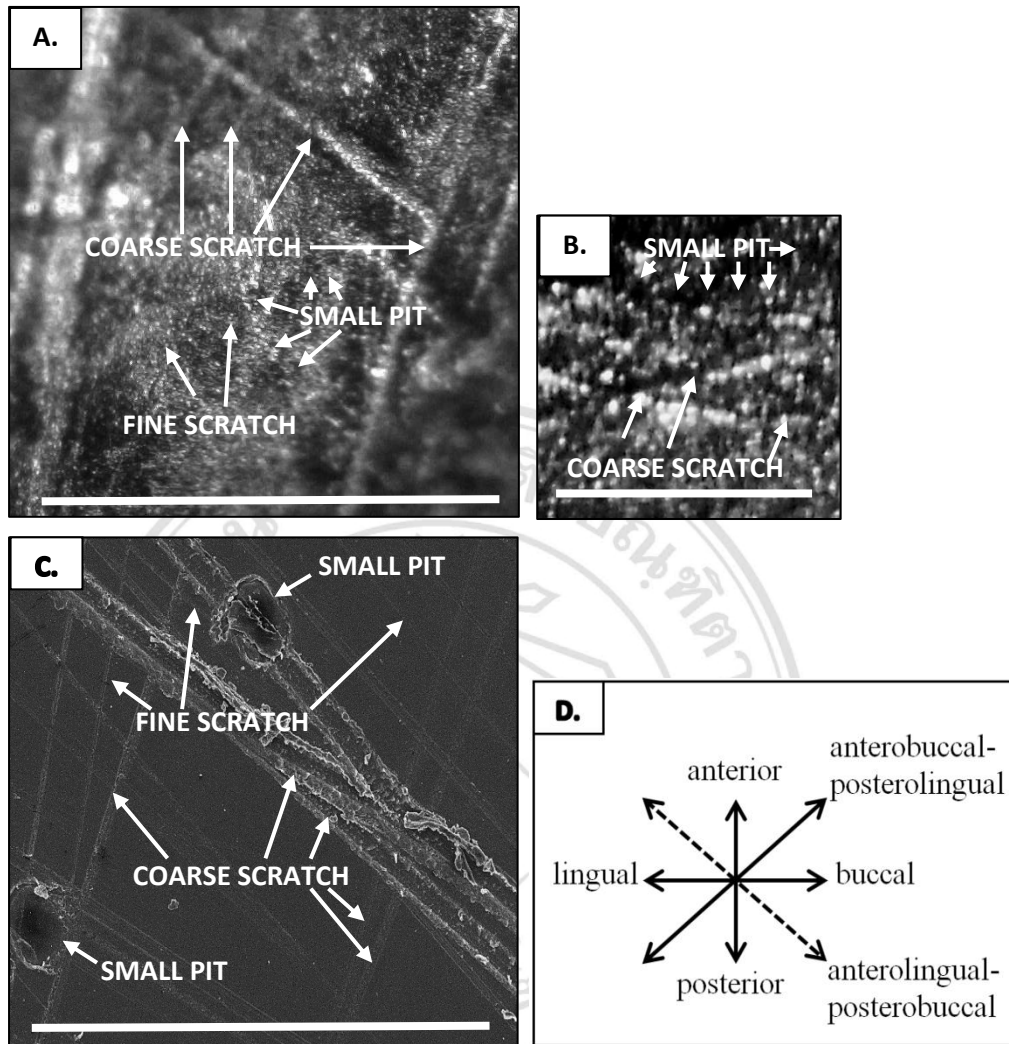 A.
COARSE SCRATCH
SMALL PIT
FINE SCRATCH
B.
SMALL PIT
COARSE SCRATCH
C.
SMALL PIT
FINE SCRATCH
COARSE SCRATCH
SMALL PIT
D.
anterior
anterobuccal-
posterolingual
lingual
buccal
posterior
anterolingual-
posterobuccal